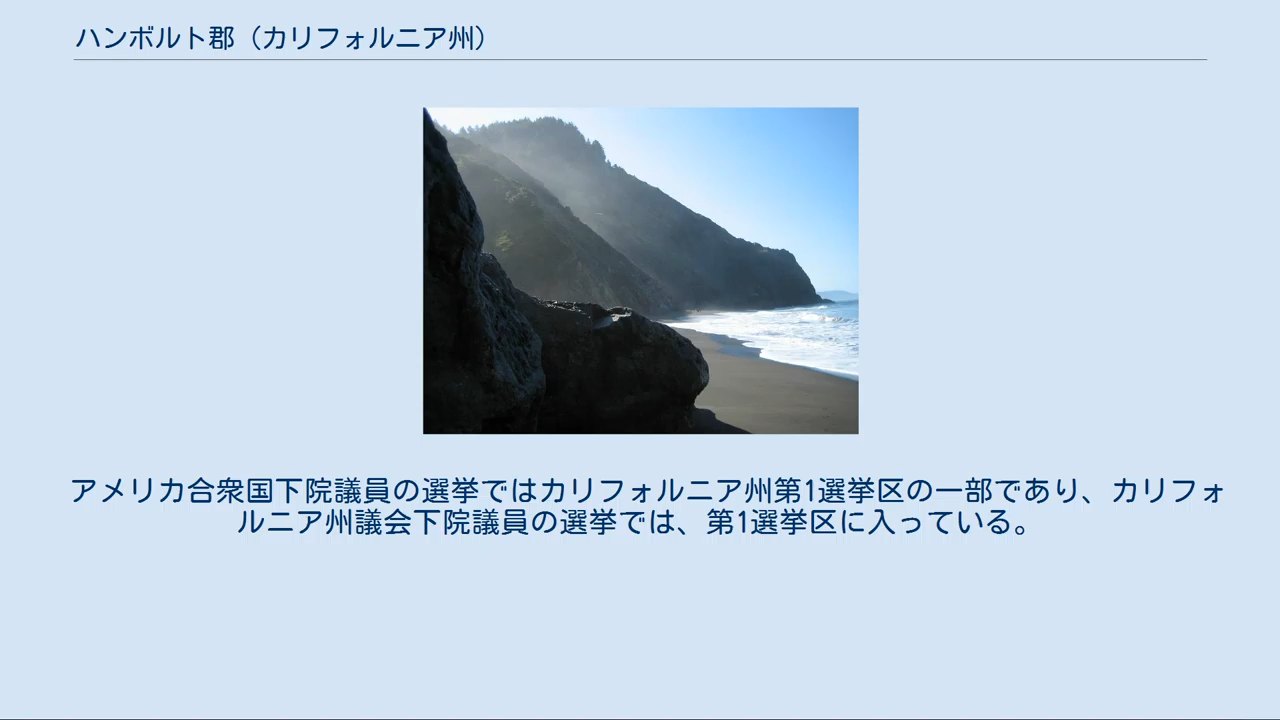 ハンボルト郡（カリフォルニア州）
アメリカ合衆国下院議員の選挙ではカリフォルニア州第1選挙区の一部であり、カリフォ
ルニア州議会下院議員の選挙では、第1選挙区に入っている。